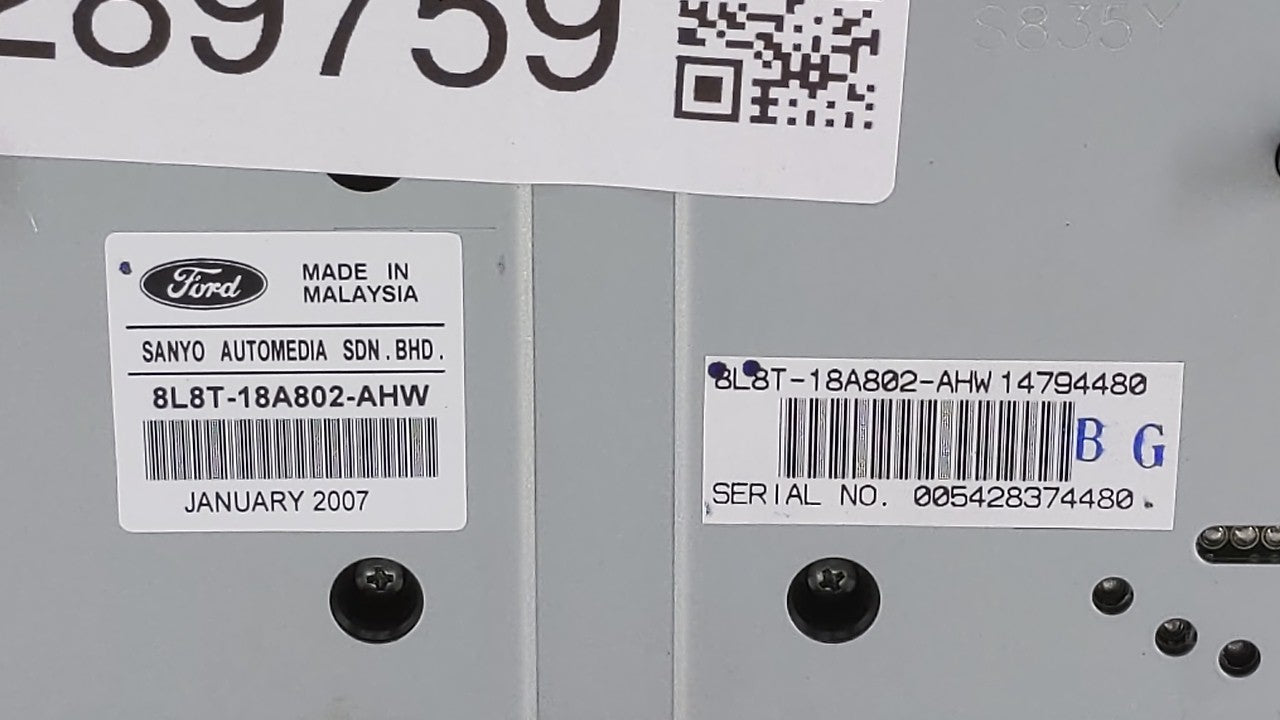 289759
S835Y
Ford
MADE IN
MALAYSIA
SANYO AUTOMEDIA SDN.BHD.
8L8T-18A802-AHW
JANUARY 2007
8L8T-18A802-AHW 14794480
B G
SERIAL NO. 005428374480